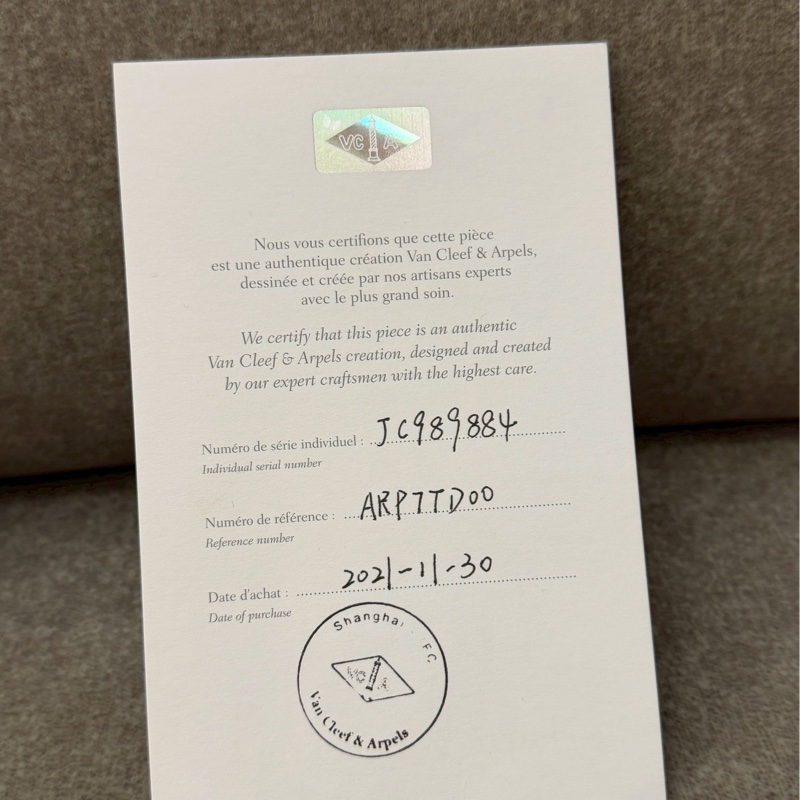 VC A
Nous vous certifions que cette pièce
est une authentique création Van Cleef & Arpels,
dessinée et créée par nos artisans experts
avec le plus grand soin.
We certify that this piece is an authentic
Van Cleef & Arpels creation, designed and created
by our expert craftsmen with the highest care.
Numéro de série individuel : JC989884
Individual serial number
Numéro de référence : ARP7TD00
Reference number
Date d'achat : 2021-11-30
Date of purchase
Shanghai
Van Cleef & Arpels